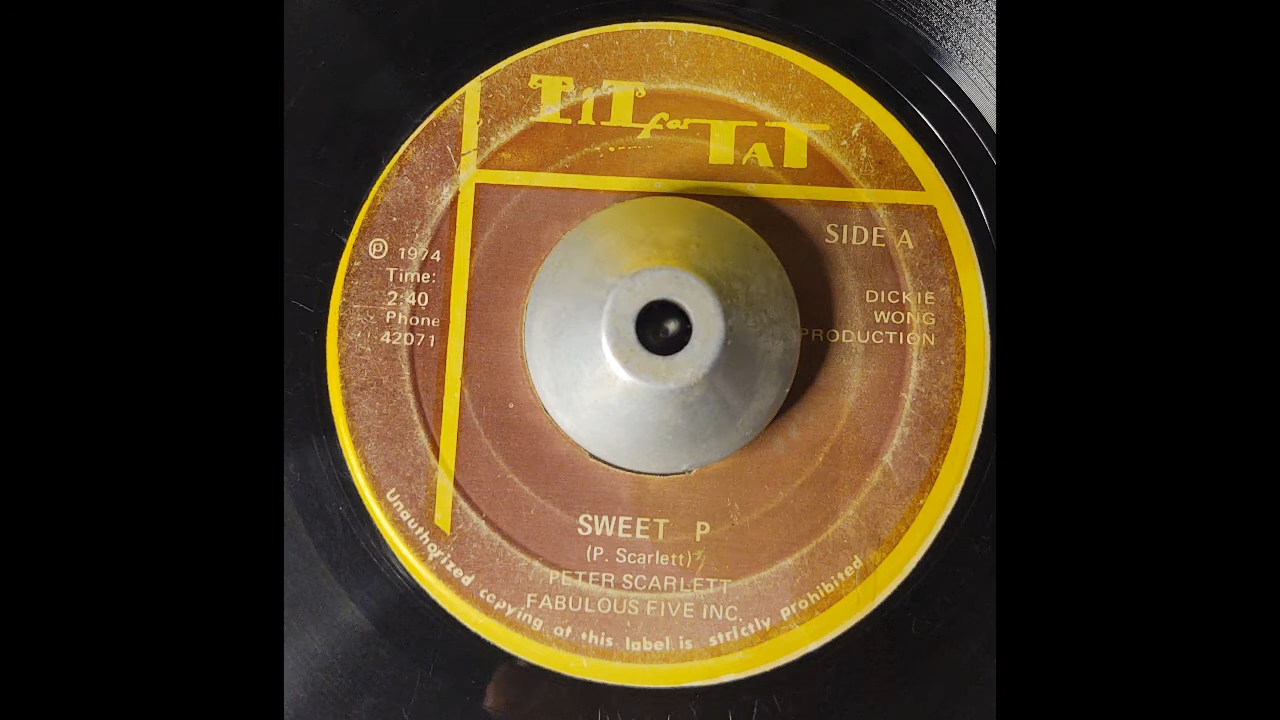 TiT for TAT
SIDE A
℗ 1974
Time:
2:40
Phone
42071
DICKIE
WONG
PRODUCTION
SWEET P
(P. Scarlett)
PETER SCARLETT
FABULOUS FIVE INC.
Unauthorized copying of this label is strictly prohibited